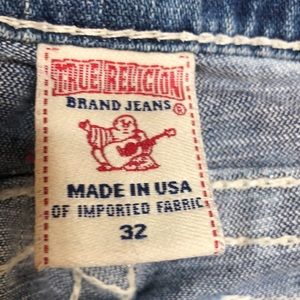 TRUE RELIGION
BRAND JEANS®
MADE IN USA
OF IMPORTED FABRIC
32